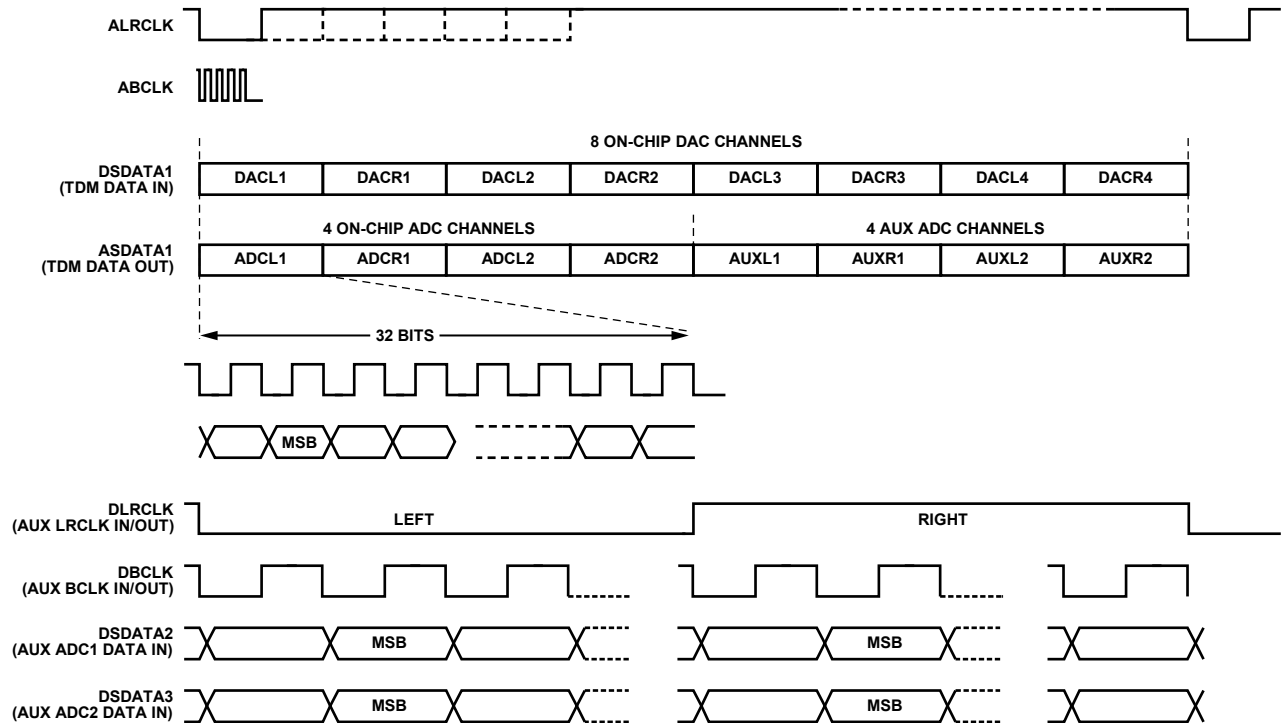 ALRCLK
ABCLK
8 ON-CHIP DAC CHANNELS
DSDATA1
(TDM DATA IN)
DACL1 DACR1 DACL2 DACR2 DACL3 DACR3 DACL4 DACR4
4 ON-CHIP ADC CHANNELS 4 AUX ADC CHANNELS
ASDATA1
(TDM DATA OUT)
ADCL1 ADCR1 ADCL2 ADCR2 AUXL1 AUXR1 AUXL2 AUXR2
32 BITS
MSB
DLRCLK
(AUX LRCLK IN/OUT)
LEFT RIGHT
DBCLK
(AUX BCLK IN/OUT)
DSDATA2
(AUX ADC1 DATA IN)
MSB MSB
DSDATA3
(AUX ADC2 DATA IN)
MSB MSB